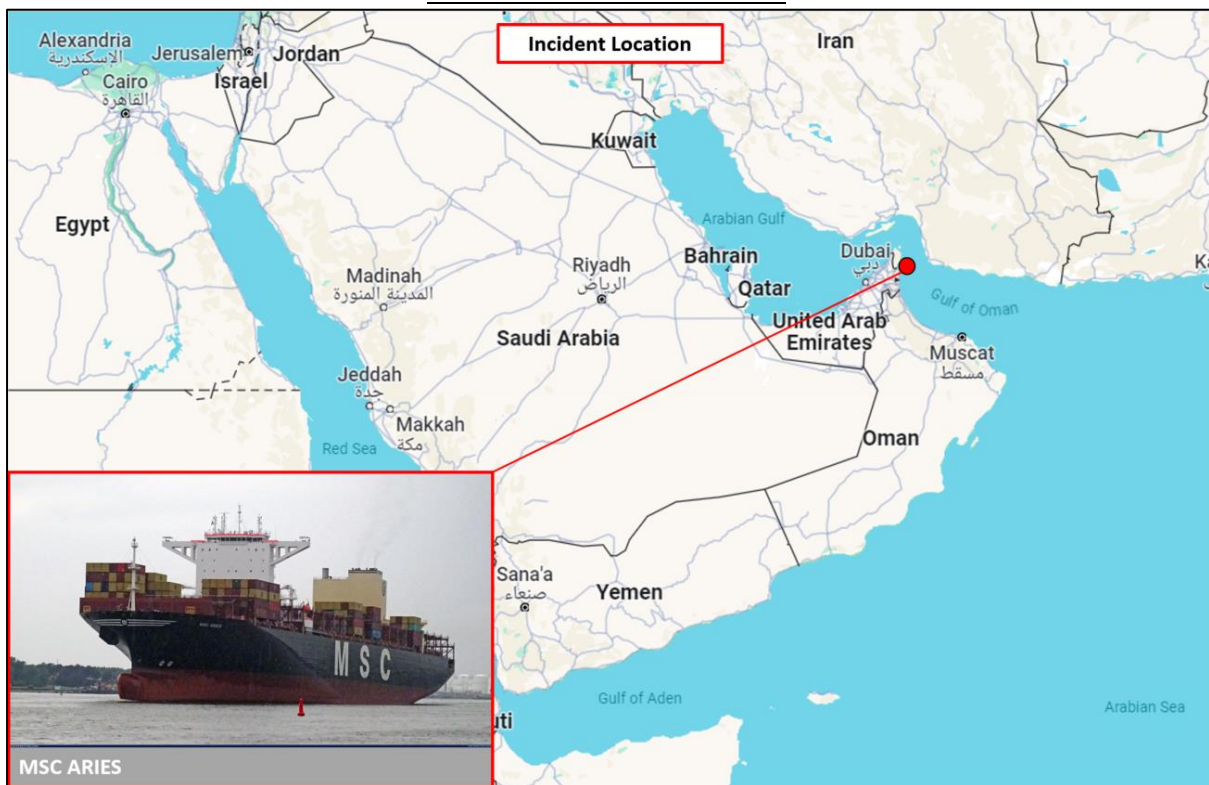 Incident Location
Alexandria
الإسكندرية
Jerusalem
Jordan
Iran
Cairo
القاهرة
Israel
Kuwait
Egypt
Arabian Gulf
Bahrain
Dubai
دبي
Madinah
المدينة المنورة
Riyadh
الرياض
Qatar
Gulf of Oman
United Arab
Emirates
Saudi Arabia
Muscat
مسقط
Jeddah
جدة
Makkah
مكة
Red Sea
Oman
Sana'a
صنعاء
Yemen
MSC
Gulf of Aden
Arabian Sea
uti
Ka
MSC ARIES